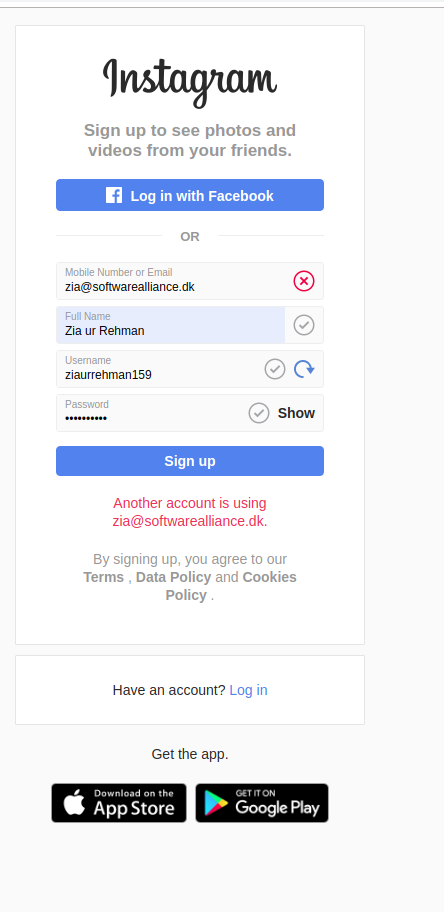 Instagram
Sign up to see photos and
videos from your friends.
Log in with Facebook
OR
Mobile Number or Email
zia@softwarealliance.dk
Full Name
Zia ur Rehman
Username
ziaurrehman159
Password
••••••••••
Show
Sign up
Another account is using
zia@softwarealliance.dk.
By signing up, you agree to our
Terms , Data Policy and Cookies
Policy .
Have an account? Log in
Get the app.
Download on the
App Store
GET IT ON
Google Play